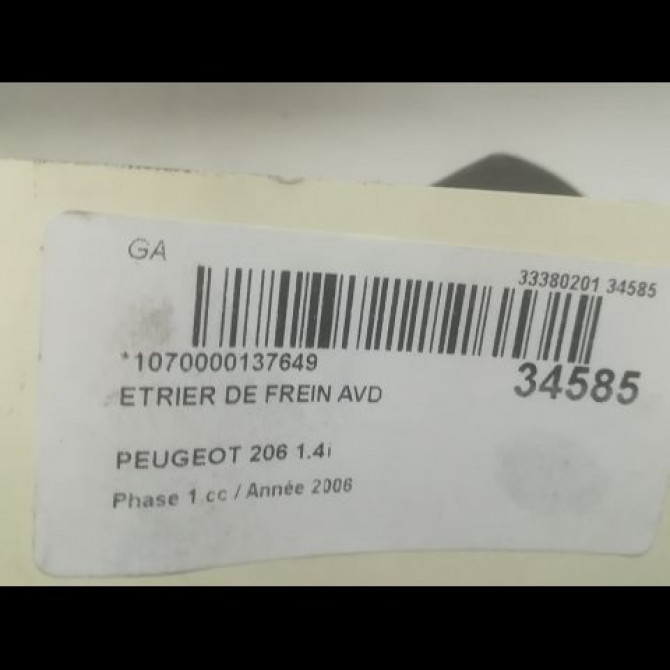 GA
33380201 34585
*1070000137649
34585
ETRIER DE FREIN AVD
PEUGEOT 206 1.4i
Phase 1 cc / Année 2006